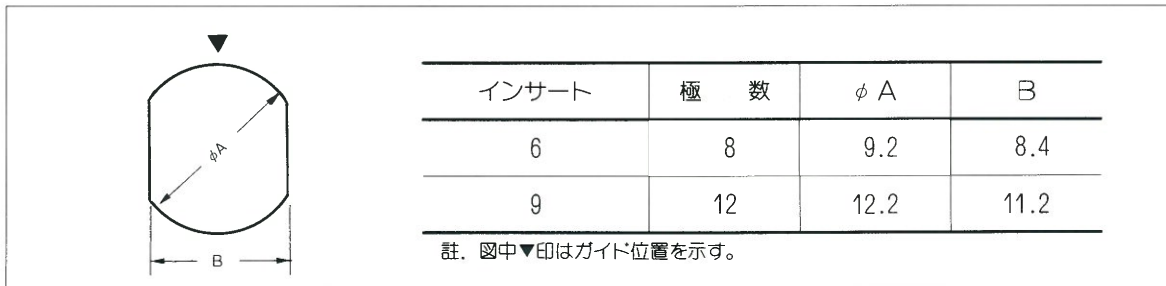 ▼
φA
B
インサート 極 数 φ A B
6 8 9.2 8.4
9 12 12.2 11.2
註. 図中▼印はガイド位置を示す。